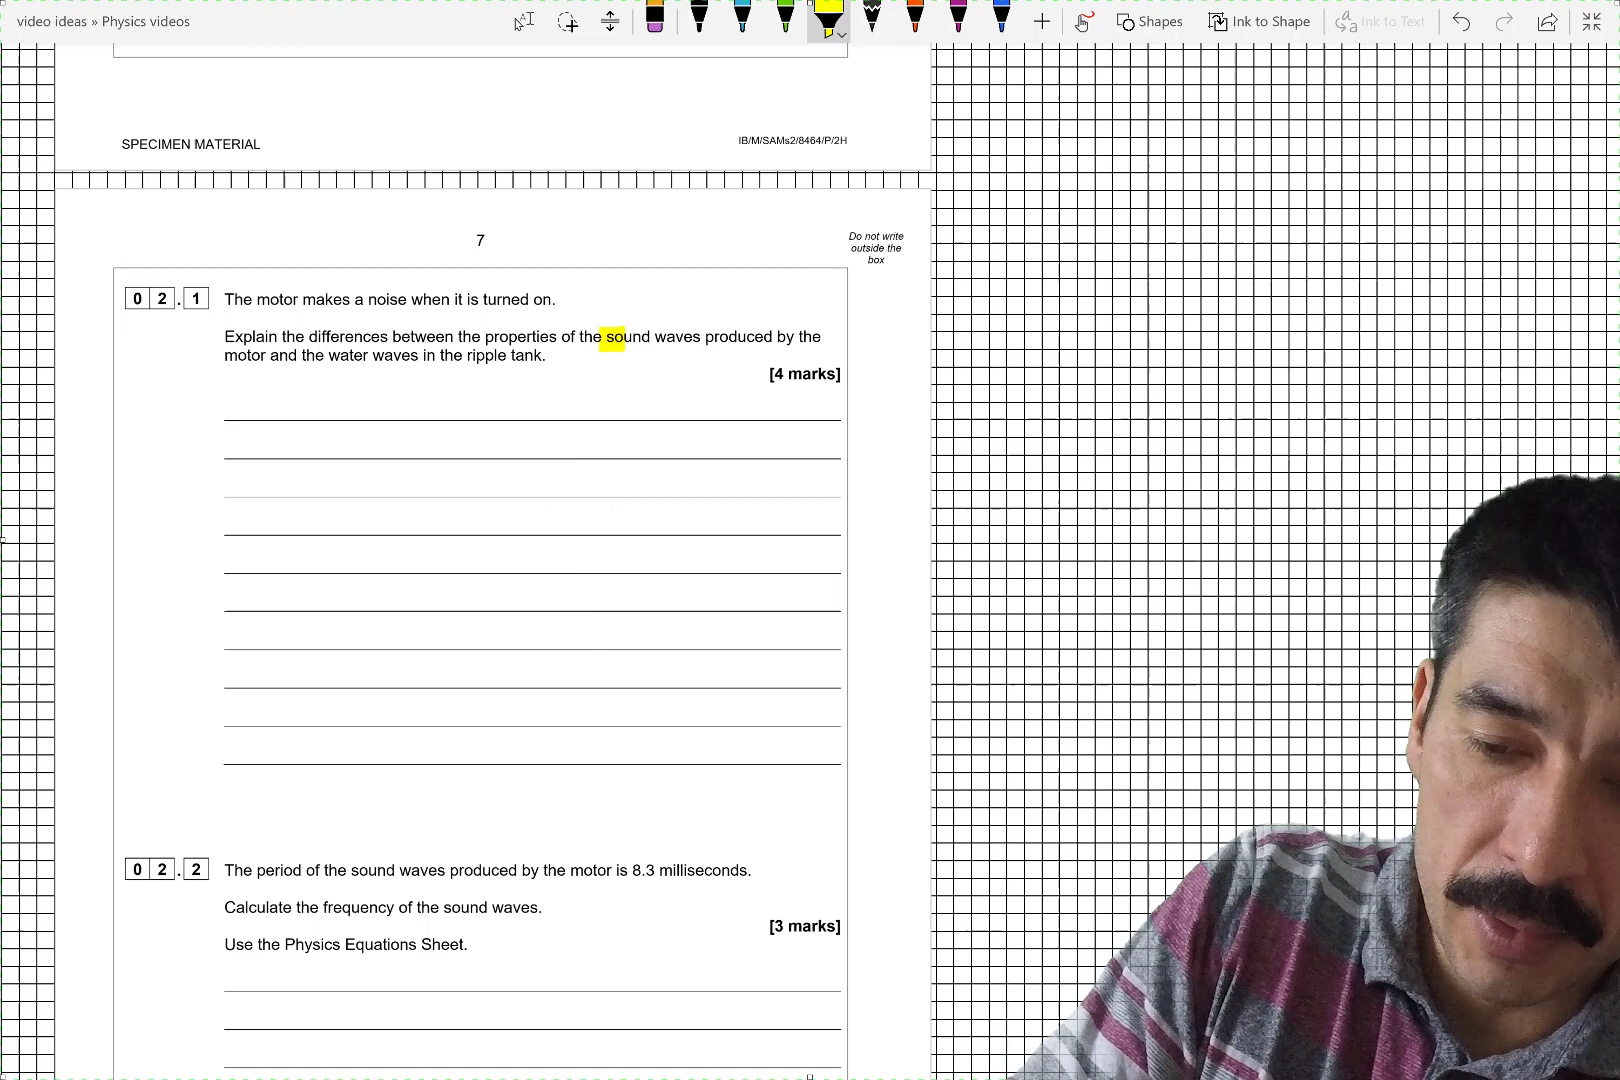 video ideas » Physics videos
Shapes
Ink to Shape
Ink to Text
SPECIMEN MATERIAL
IB/M/SAMs2/8464/P/2H
7
Do not write
outside the
box
0 2 . 1 The motor makes a noise when it is turned on.
Explain the differences between the properties of the sound waves produced by the
motor and the water waves in the ripple tank.
[4 marks]
0 2 . 2 The period of the sound waves produced by the motor is 8.3 milliseconds.
Calculate the frequency of the sound waves.
[3 marks]
Use the Physics Equations Sheet.